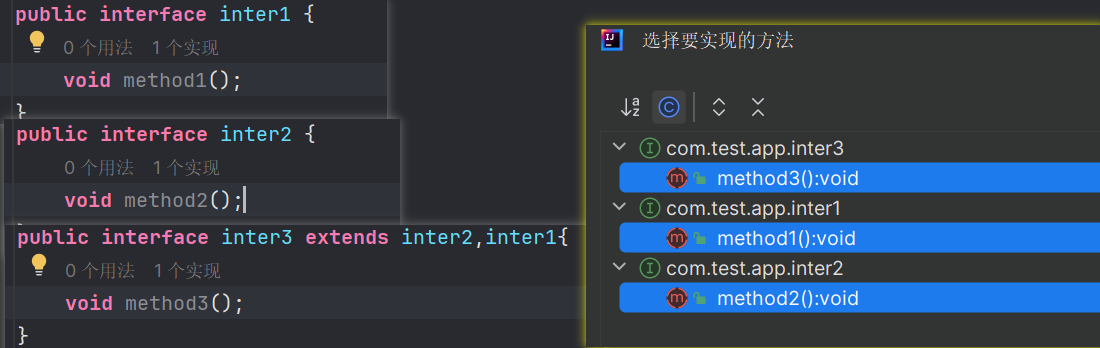 public interface inter1 {
0 个用法 1 个实现
void method1();
}
public interface inter2 {
0 个用法 1 个实现
void method2();
public interface inter3 extends inter2,inter1{
0 个用法 1 个实现
void method3();
}
IJ 选择要实现的方法
com.test.app.inter3
method3():void
com.test.app.inter1
method1():void
com.test.app.inter2
method2():void